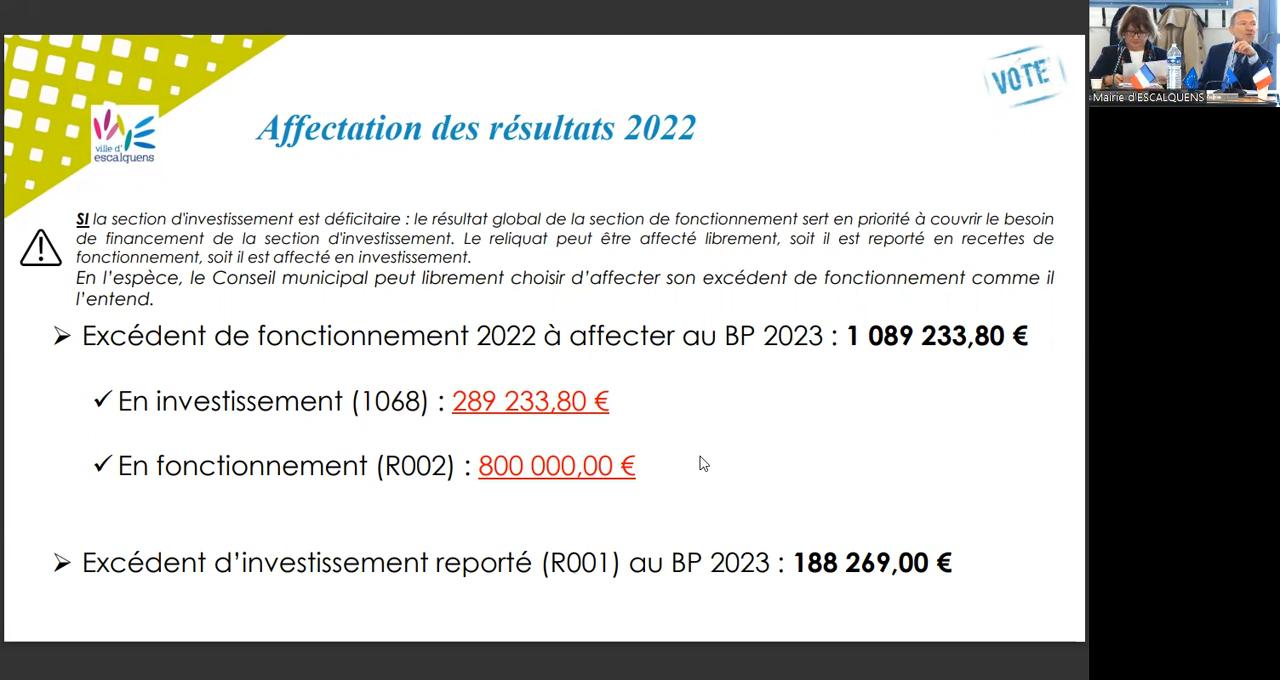 VOTE
Mairie d'ESCALQUENS
ville d'
escalquens
Affectation des résultats 2022
SI la section d'investissement est déficitaire : le résultat global de la section de fonctionnement sert en priorité à couvrir le besoin
de financement de la section d'investissement. Le reliquat peut être affecté librement, soit il est reporté en recettes de
fonctionnement, soit il est affecté en investissement.
En l'espèce, le Conseil municipal peut librement choisir d'affecter son excédent de fonctionnement comme il
l'entend.
Excédent de fonctionnement 2022 à affecter au BP 2023 : 1 089 233,80 €
En investissement (1068) : 289 233,80 €
En fonctionnement (R002) : 800 000,00 €
Excédent d'investissement reporté (R001) au BP 2023 : 188 269,00 €